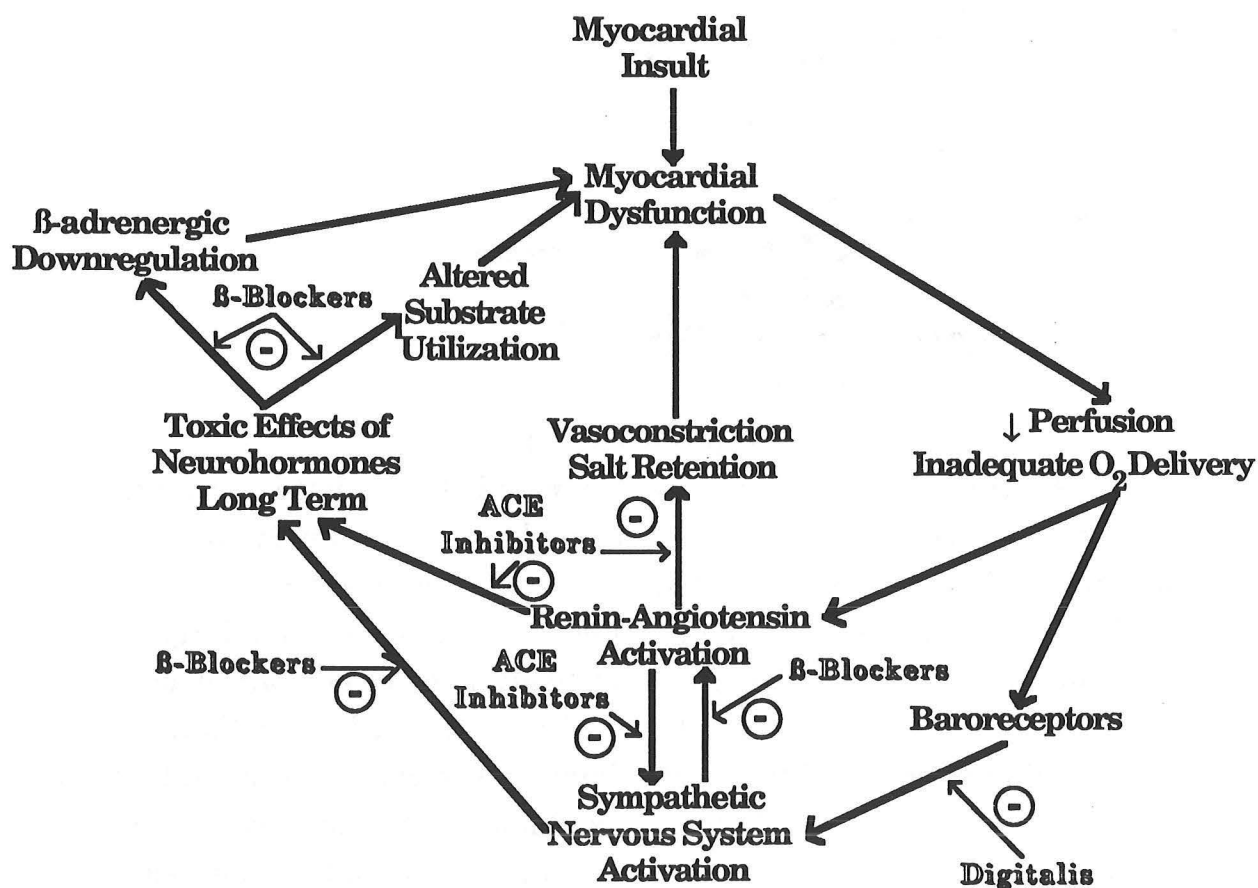 Myocardial
Insult
Myocardial
Dysfunction
ß-adrenergic
Downregulation
ß-Blockers
-
Altered
Substrate
Utilization
Toxic Effects of
Neurohormones
Long Term
Vasoconstriction
Salt Retention
↓ Perfusion
Inadequate O₂ Delivery
ACE
Inhibitors
-
-
Renin-Angiotensin
Activation
ß-Blockers
-
ACE
Inhibitors
-
ß-Blockers
-
Baroreceptors
Sympathetic
Nervous System
Activation
-
Digitalis